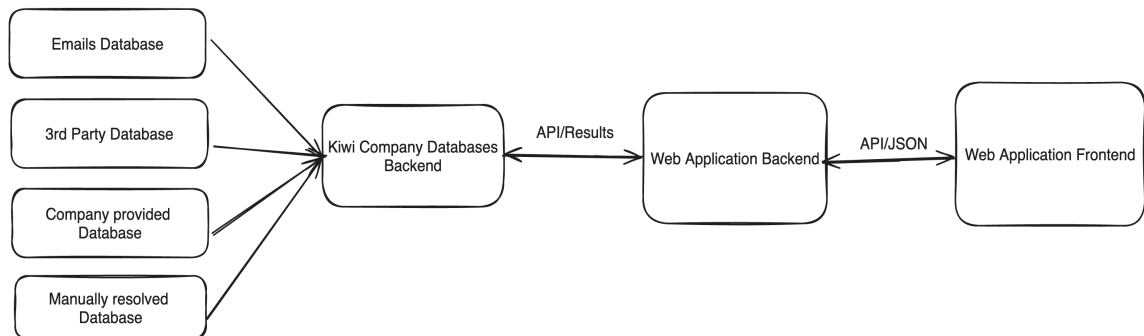 Emails Database
3rd Party Database
Company provided
Database
Manually resolved
Database
Kiwi Company Databases
Backend
API/Results
Web Application Backend
API/JSON
Web Application Frontend